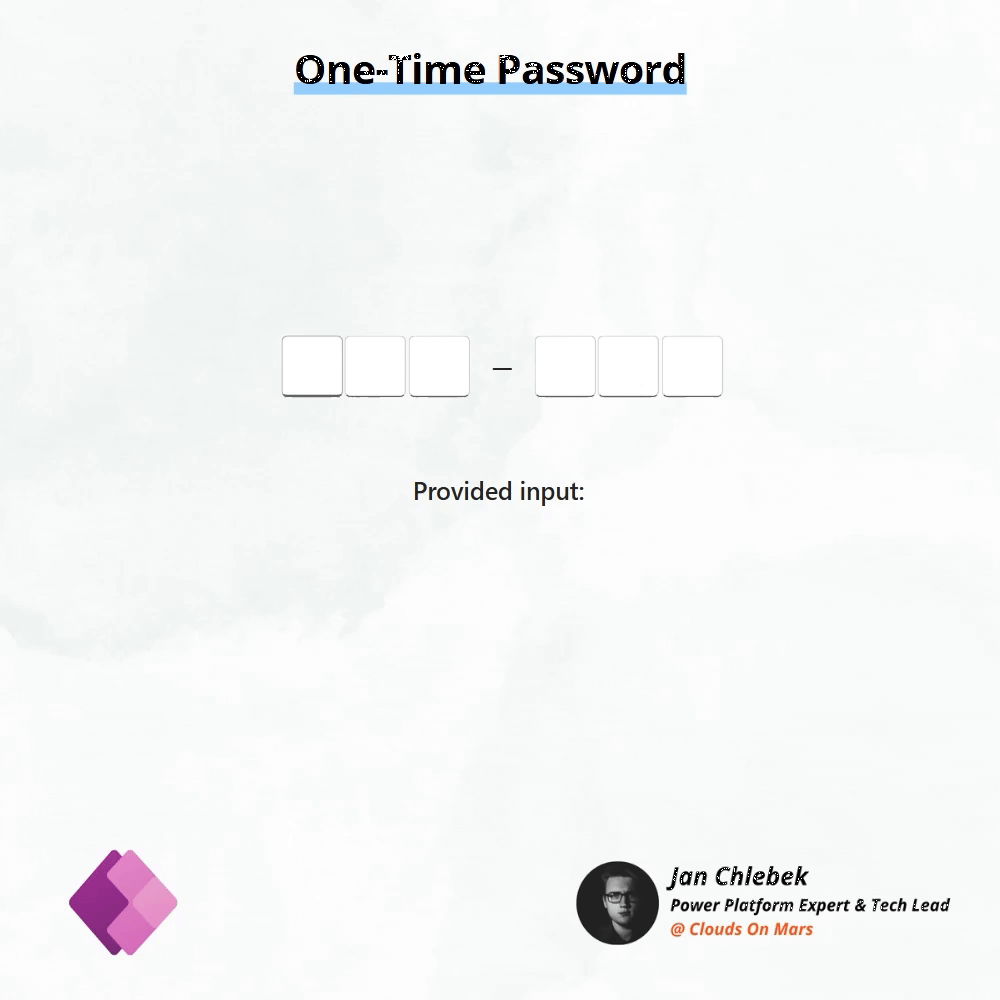 One-Time Password
–
Provided input:
Jan Chlebek
Power Platform Expert & Tech Lead
@ Clouds On Mars